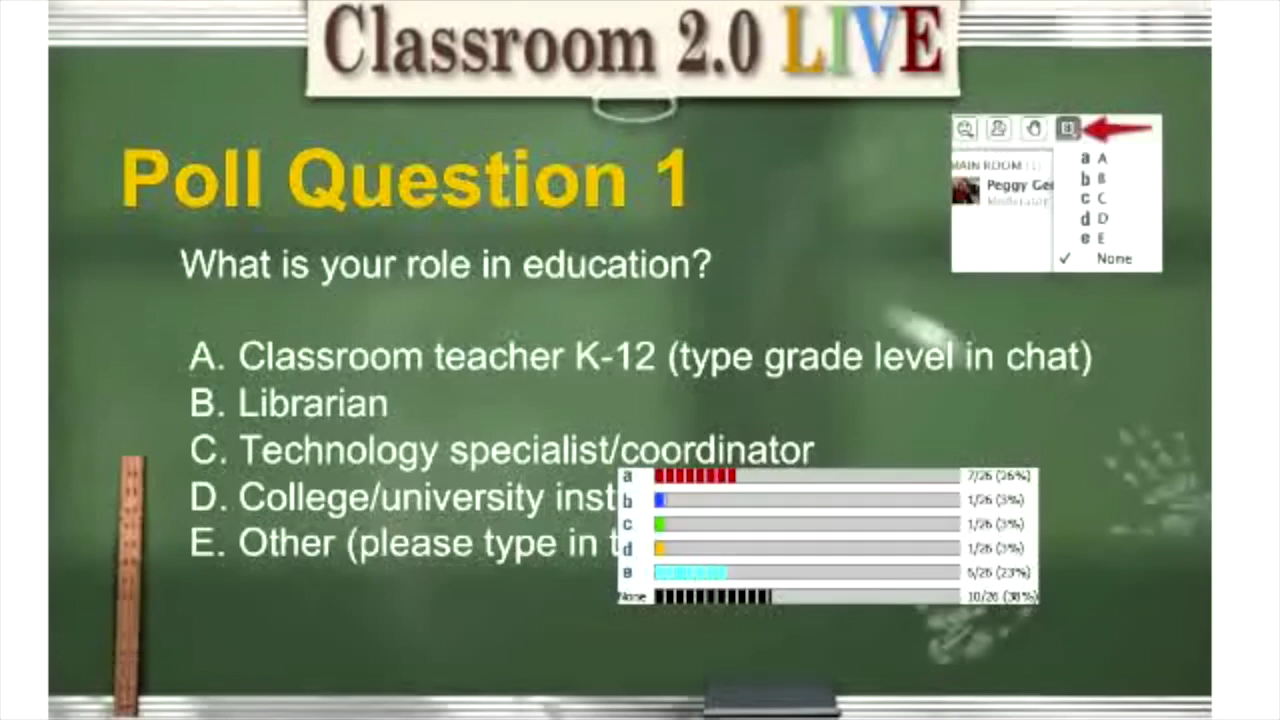 Classroom 2.0 LIVE
Poll Question 1
MAIN ROOM
Peggy Ge
Moderator
a A
b B
c C
d D
e E
✓ None
What is your role in education?
A. Classroom teacher K-12 (type grade level in chat)
B. Librarian
C. Technology specialist/coordinator
D. College/university inst
E. Other (please type in t
a 7/26 (26%)
b 1/26 (3%)
c 1/26 (3%)
d 1/26 (3%)
e 6/26 (23%)
None 10/26 (38%)